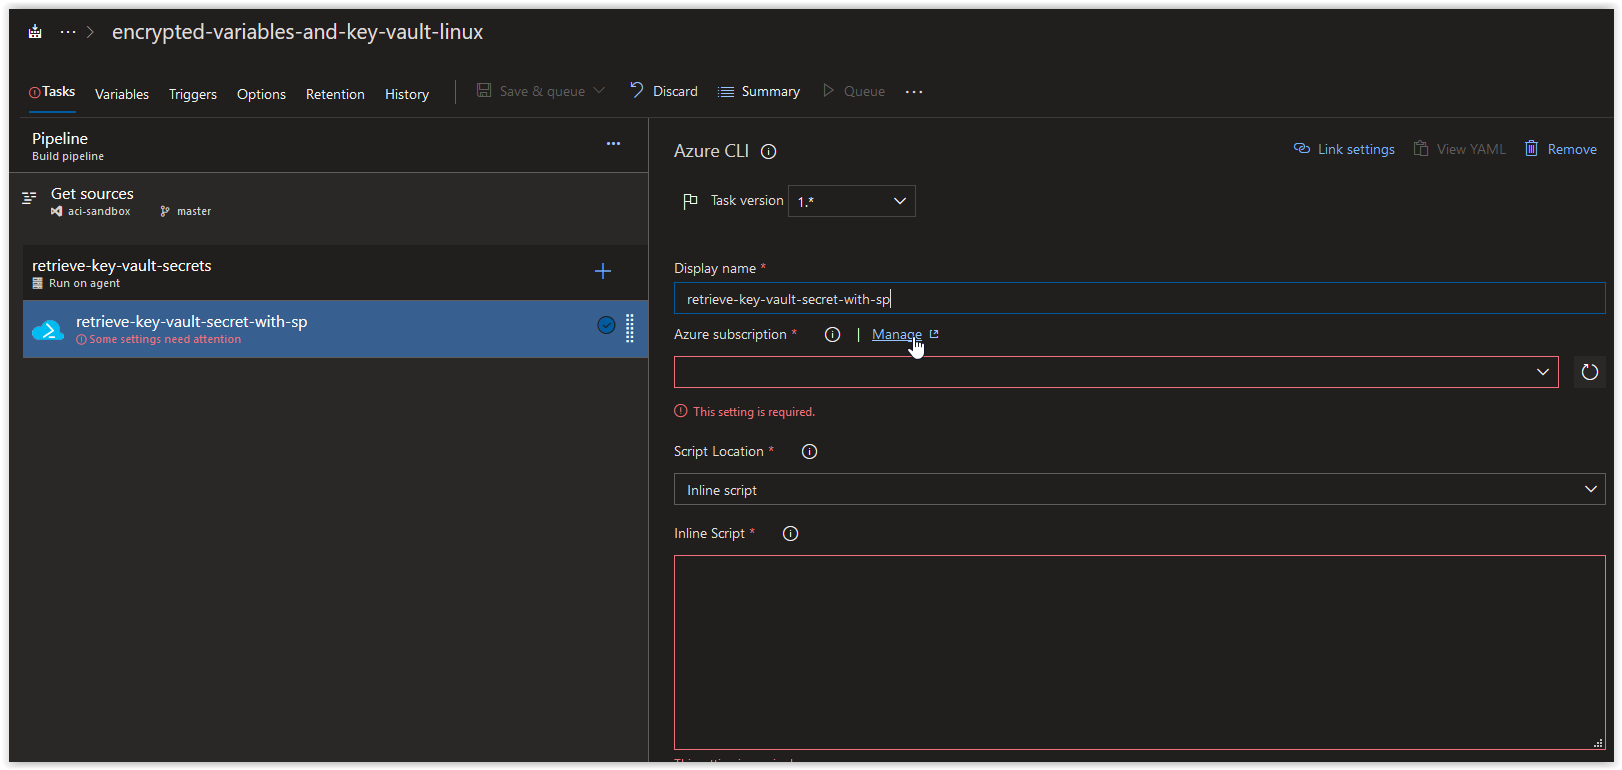 ··· > encrypted-variables-and-key-vault-linux
Tasks Variables Triggers Options Retention History | Save & queue Discard Summary Queue ···
Pipeline ···
Build pipeline
Get sources
aci-sandbox master
retrieve-key-vault-secrets
Run on agent
retrieve-key-vault-secret-with-sp
Some settings need attention
Azure CLI
Link settings View YAML Remove
Task version 1.*
Display name *
retrieve-key-vault-secret-with-sp
Azure subscription * | Manage
This setting is required.
Script Location *
Inline script
Inline Script *